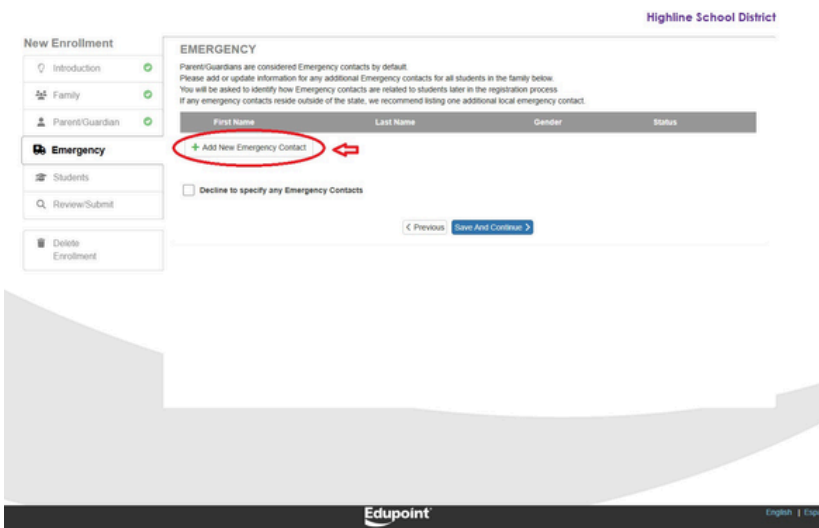 Highline School District
New Enrollment
Introduction
Family
Parent/Guardian
Emergency
Students
Review/Submit
Delete
Enrollment
EMERGENCY
Parent/Guardians are considered Emergency contacts by default.
Please add or update information for any additional Emergency contacts for all students in the family below.
You will be asked to identify how Emergency contacts are related to students later in the registration process
If any emergency contacts reside outside of the state, we recommend listing one additional local emergency contact.
First Name Last Name Gender Status
+ Add New Emergency Contact
Decline to specify any Emergency Contacts
< Previous Save And Continue >
Edupoint
English | Esp